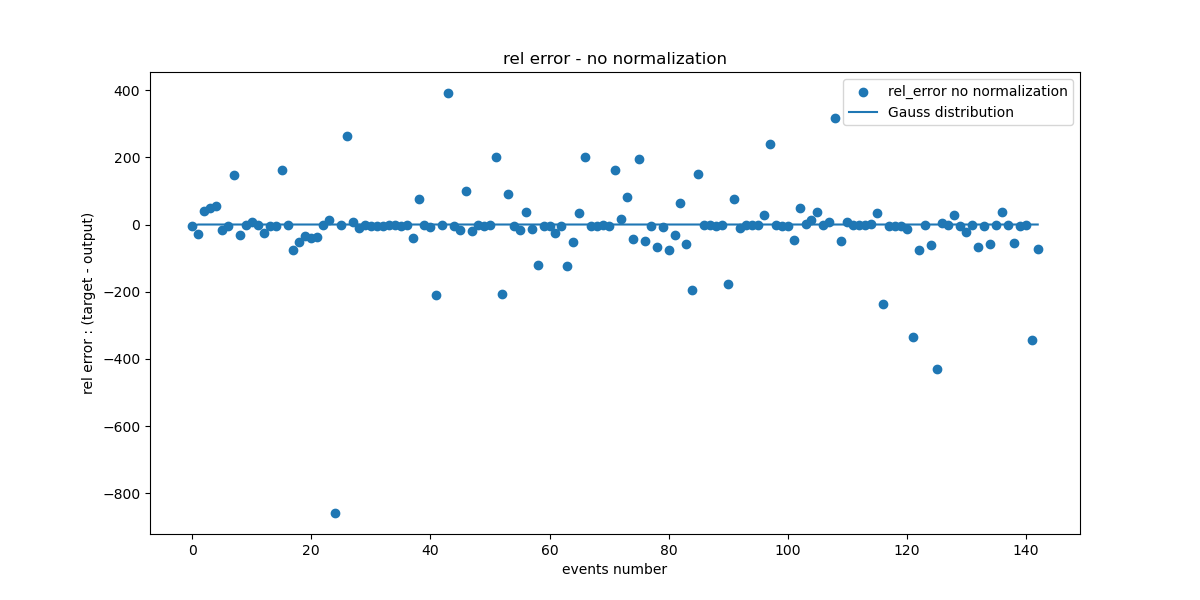 rel error - no normalization
rel_error no normalization
Gauss distribution
400
200
0
−200
−400
−600
−800
rel error : (target - output)
0 20 40 60 80 100 120 140
events number